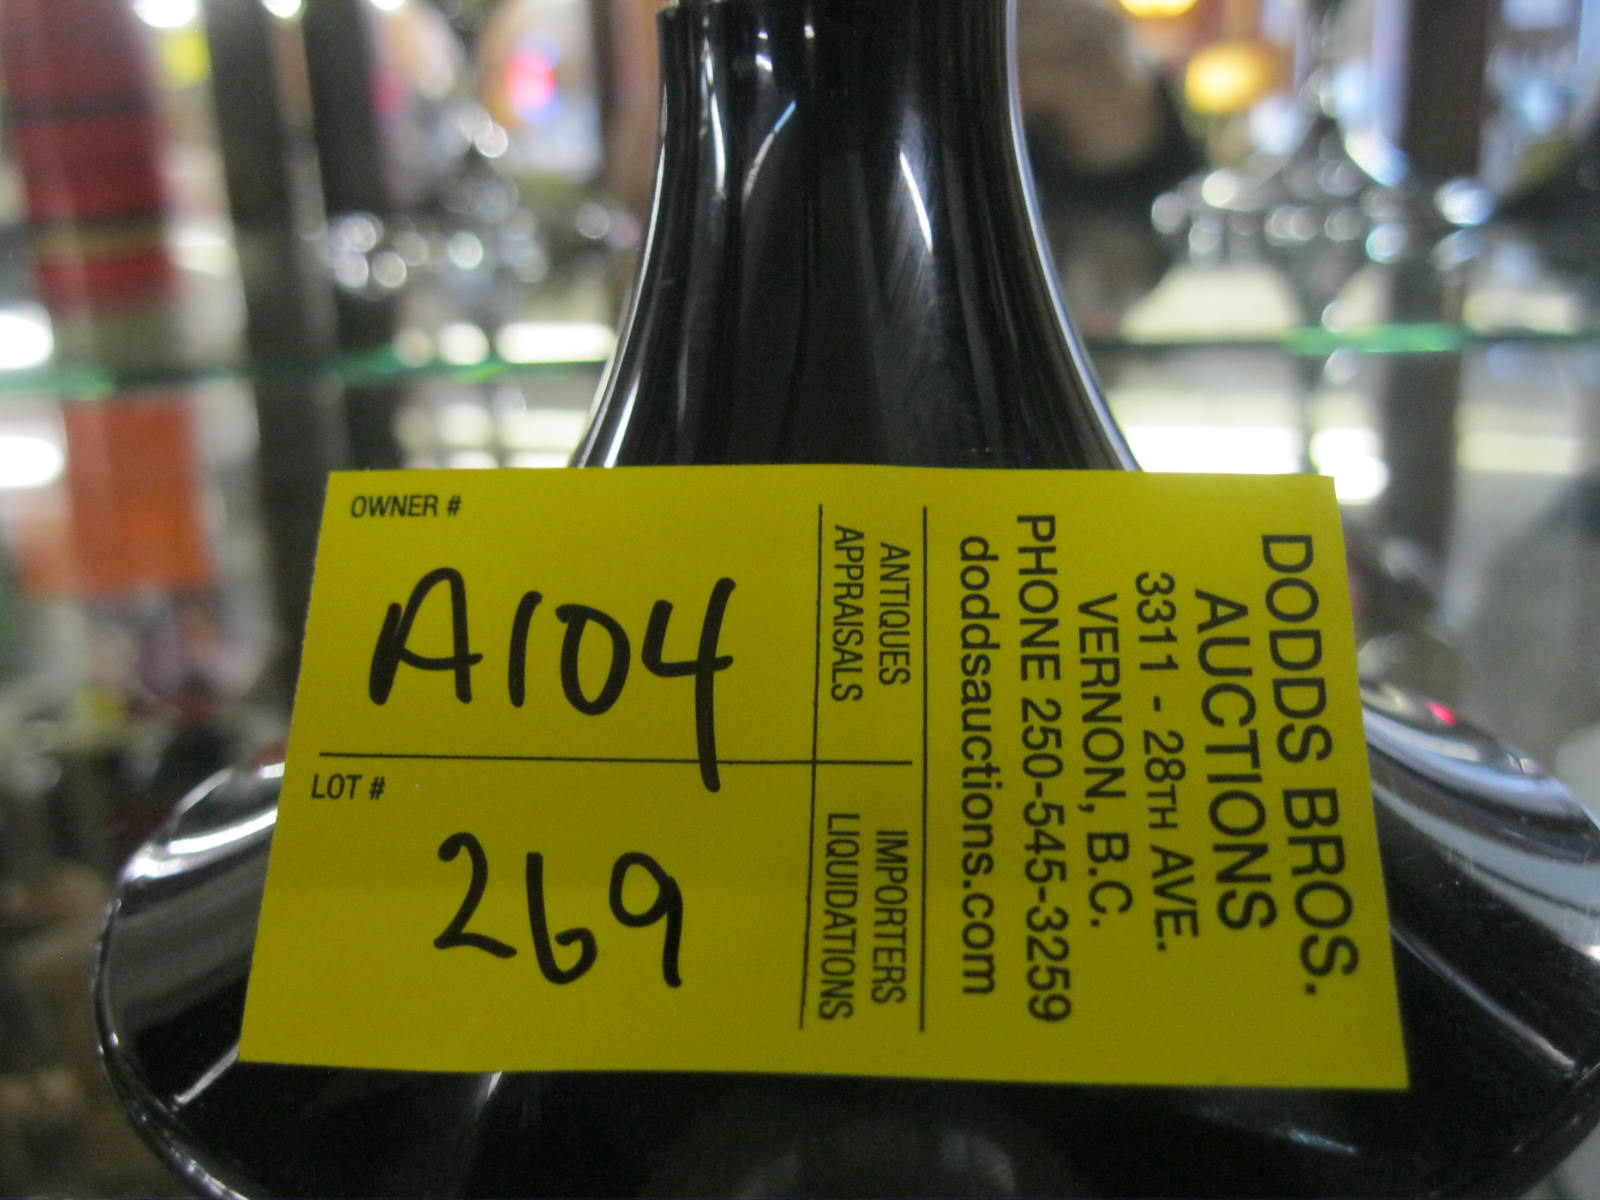 OWNER #
A104
LOT #
269
ANTIQUES
APPRAISALS
IMPORTERS
LIQUIDATIONS
DODDS BROS.
AUCTIONS
3311 - 28TH AVE.
VERNON, B.C.
PHONE 250-545-3259
doddsauctions.com